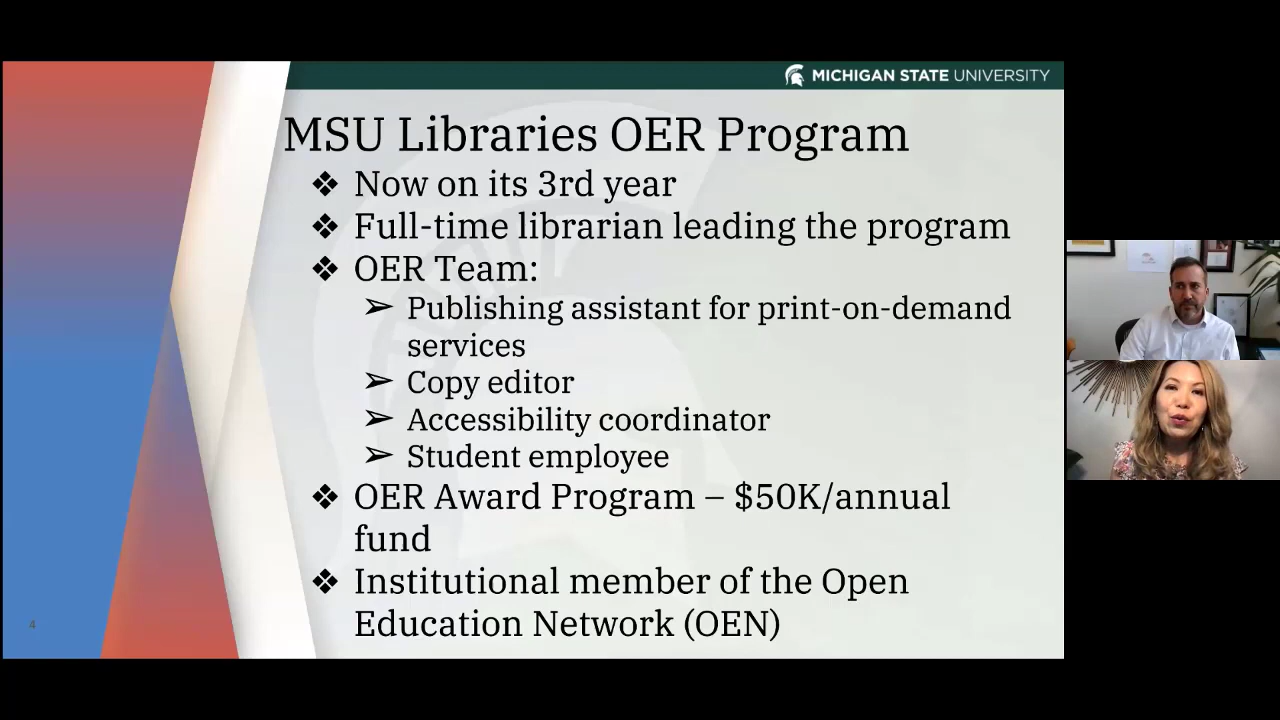 MICHIGAN STATE UNIVERSITY
MSU Libraries OER Program
❖ Now on its 3rd year
❖ Full-time librarian leading the program
❖ OER Team:
➢ Publishing assistant for print-on-demand
services
➢ Copy editor
➢ Accessibility coordinator
➢ Student employee
❖ OER Award Program – $50K/annual
fund
❖ Institutional member of the Open
Education Network (OEN)
4